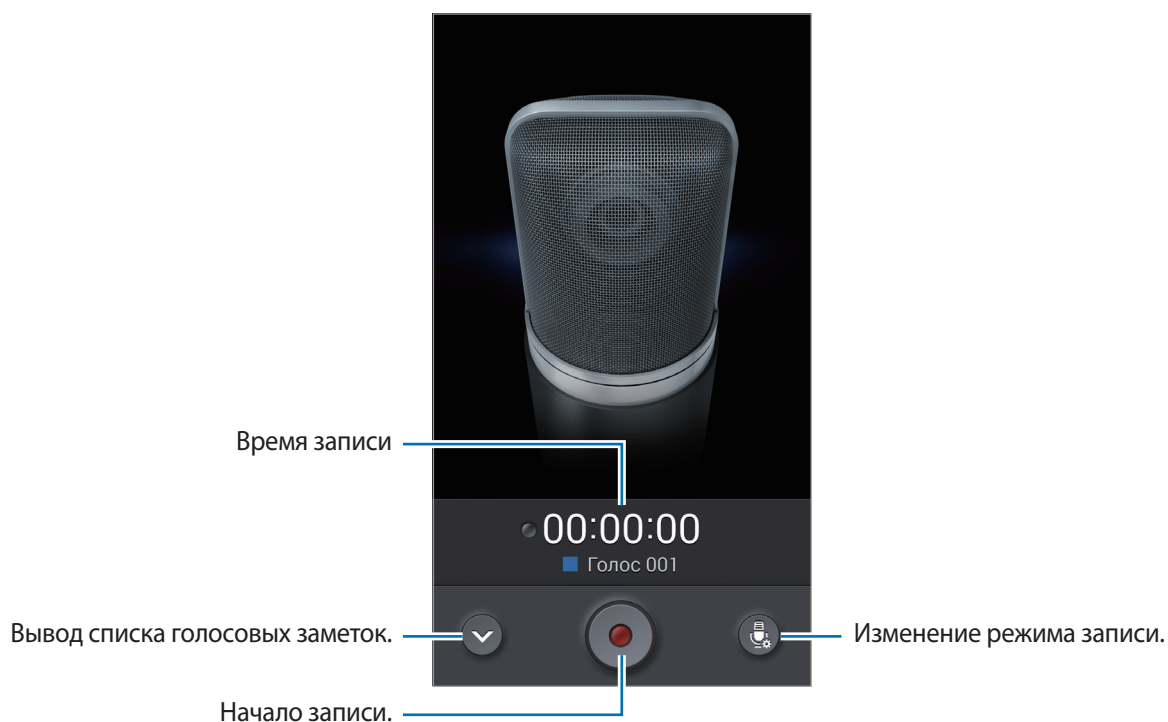 Время записи
00:00:00
Голос 001
Вывод списка голосовых заметок.
Изменение режима записи.
Начало записи.